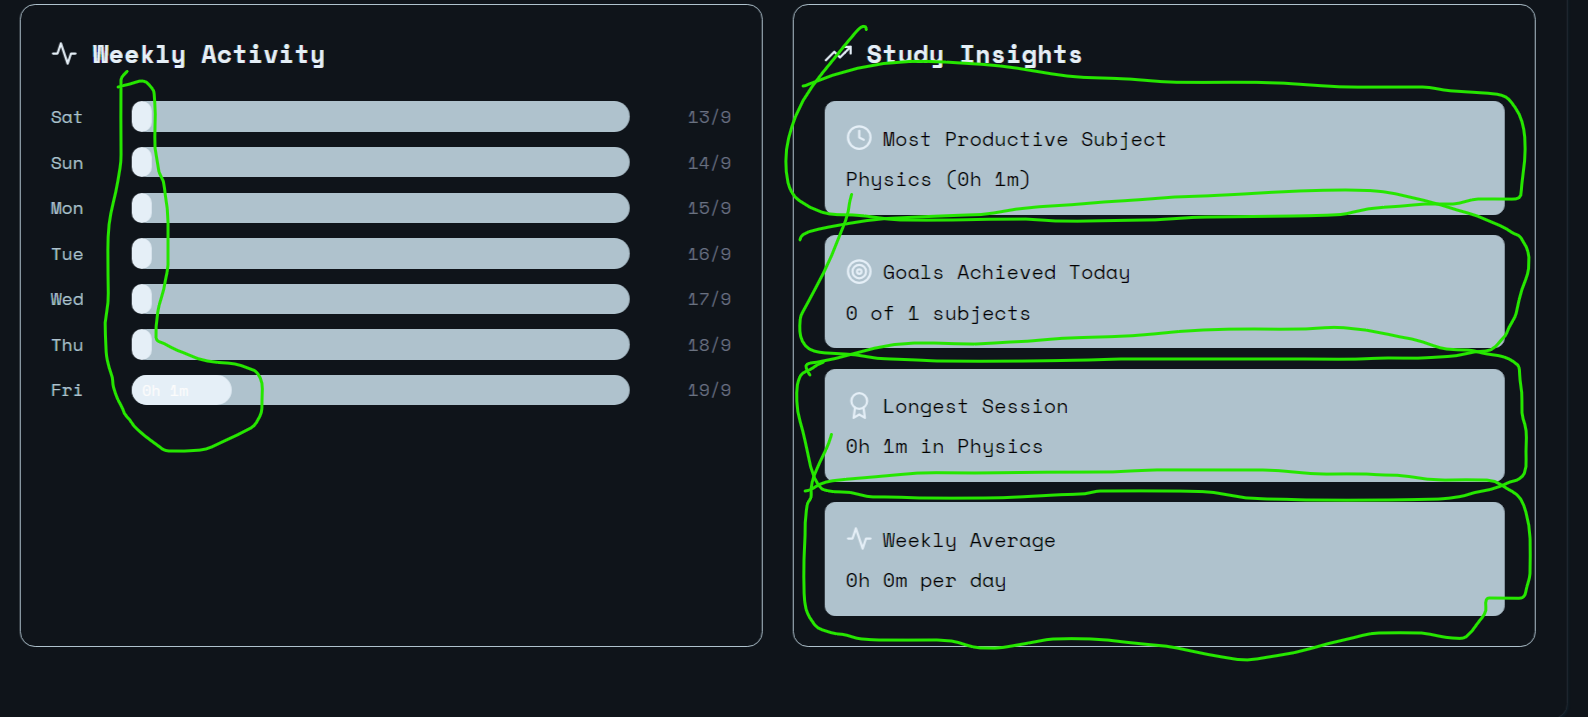 Weekly Activity
Sat 13/9
Sun 14/9
Mon 15/9
Tue 16/9
Wed 17/9
Thu 18/9
Fri 0h 1m 19/9
Study Insights
Most Productive Subject
Physics (0h 1m)
Goals Achieved Today
0 of 1 subjects
Longest Session
0h 1m in Physics
Weekly Average
0h 0m per day